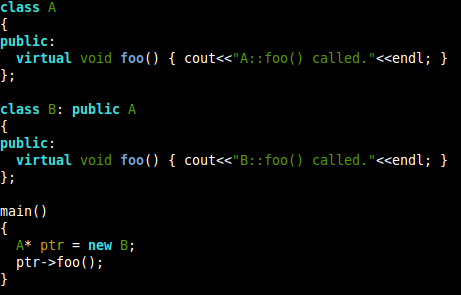 class A
{
public:
  virtual void foo() { cout<<"A::foo() called."<<endl; }
};

class B: public A
{
public:
  virtual void foo() { cout<<"B::foo() called."<<endl; }
};

main()
{
  A* ptr = new B;
  ptr->foo();
}